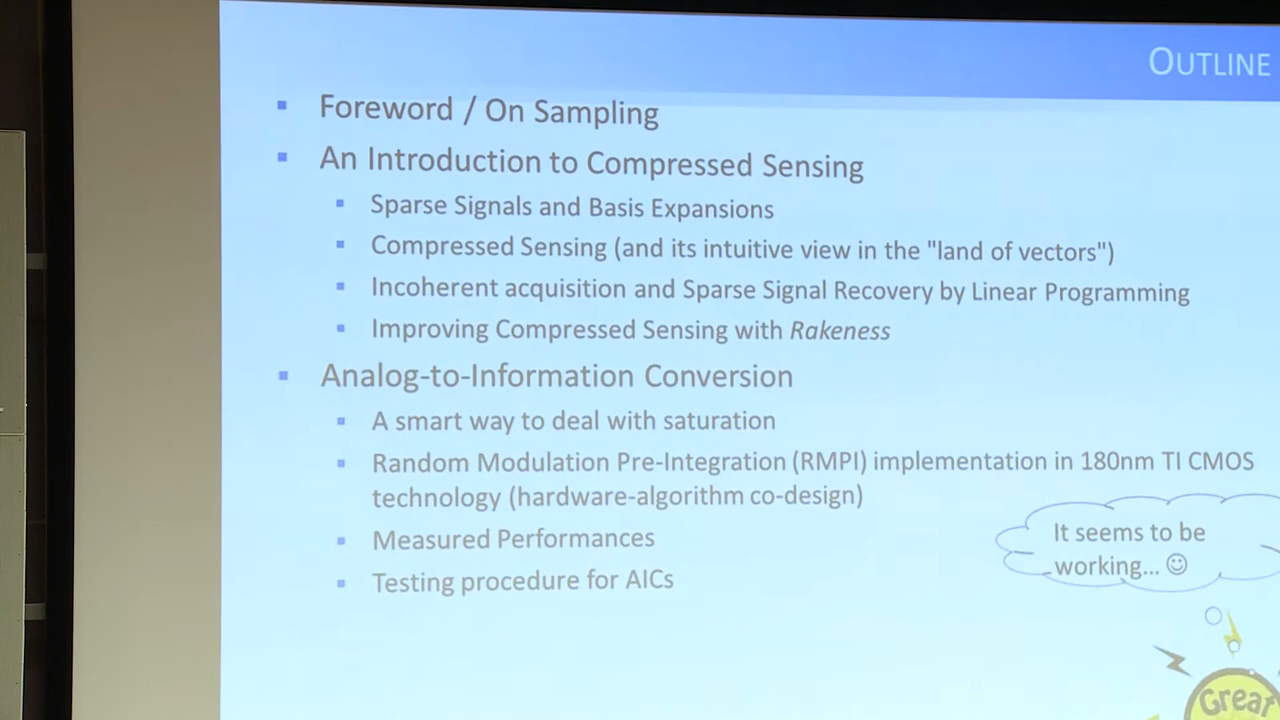 OUTLINE
Foreword / On Sampling
An Introduction to Compressed Sensing
Sparse Signals and Basis Expansions
Compressed Sensing (and its intuitive view in the "land of vectors")
Incoherent acquisition and Sparse Signal Recovery by Linear Programming
Improving Compressed Sensing with Rakeness
Analog-to-Information Conversion
A smart way to deal with saturation
Random Modulation Pre-Integration (RMPI) implementation in 180nm TI CMOS
technology (hardware-algorithm co-design)
Measured Performances
Testing procedure for AICs
It seems to be
working... ☺
Great